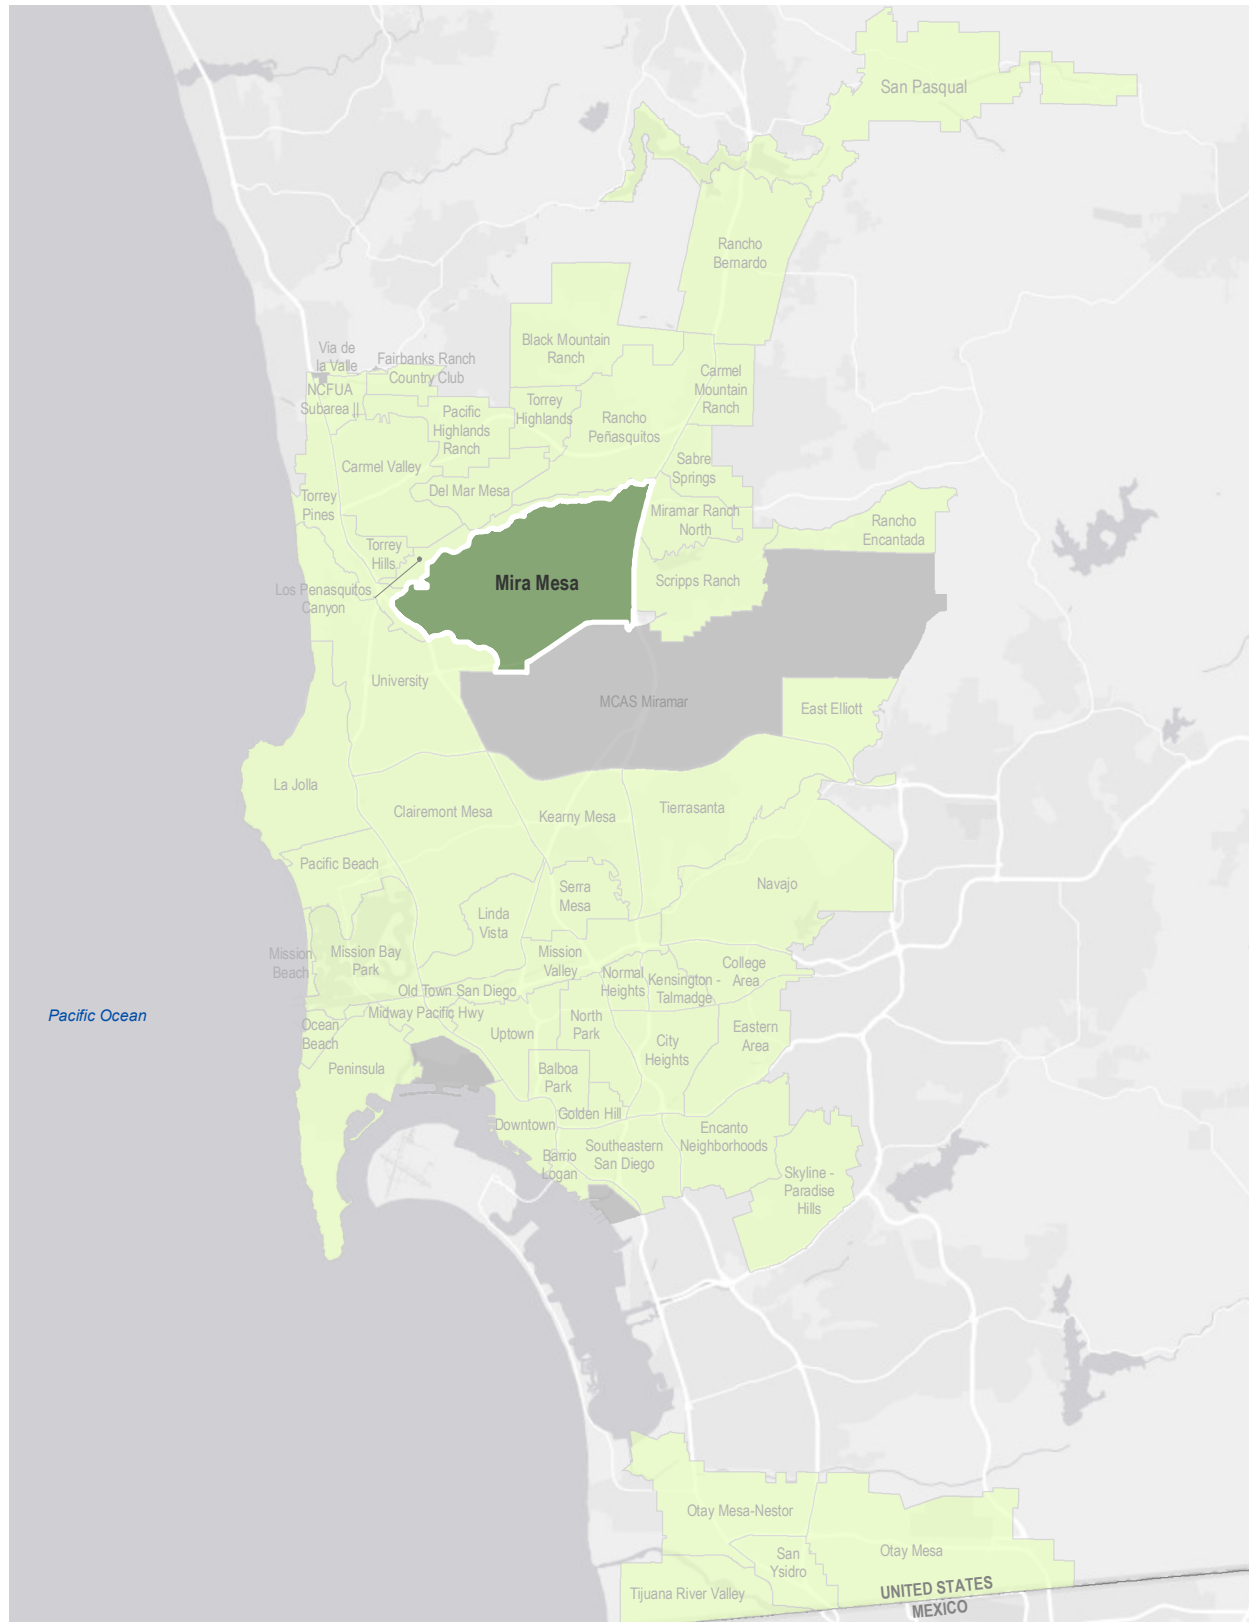 San Pasqual
Rancho
Bernardo
Black Mountain
Ranch
Via de
la Valle
Fairbanks Ranch
Country Club
NCFUA
Subarea II
Carmel
Mountain
Ranch
Torrey
Highlands
Pacific
Highlands
Ranch
Rancho
Peñasquitos
Carmel Valley
Sabre
Springs
Del Mar Mesa
Torrey
Pines
Miramar Ranch
North
Rancho
Encantada
Torrey
Hills
Mira Mesa
Scripps Ranch
Los Penasquitos
Canyon
University
MCAS Miramar
East Elliott
La Jolla
Clairemont Mesa
Kearny Mesa
Tierrasanta
Pacific Beach
Serra
Mesa
Navajo
Linda
Vista
Mission
Beach
Mission Bay
Park
Mission
Valley
Normal
Heights
Kensington -
Talmadge
College
Area
Old Town San Diego
Midway Pacific Hwy
Pacific Ocean
Ocean
Beach
Uptown
North
Park
City
Heights
Eastern
Area
Peninsula
Balboa
Park
Golden Hill
Downtown
Encanto
Neighborhoods
Barrio
Logan
Southeastern
San Diego
Skyline -
Paradise
Hills
Otay Mesa-Nestor
San
Ysidro
Otay Mesa
Tijuana River Valley
UNITED STATES
MEXICO